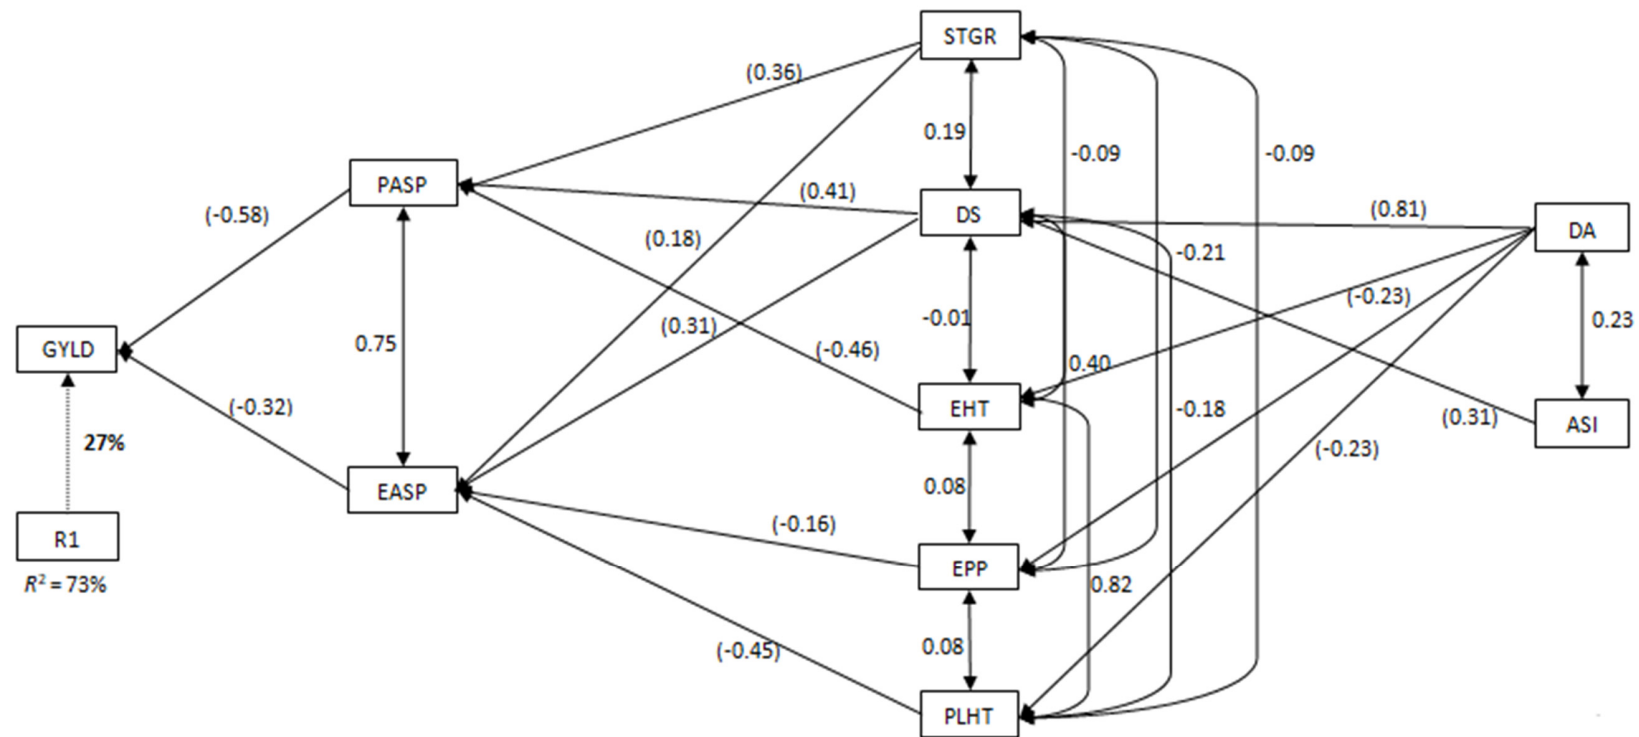 STGR
(0.36)
0.19
-0.09
-0.09
PASP
(0.41)
DS
(0.81)
DA
(-0.58)
(0.18)
-0.21
(-0.23)
GYLD
0.75
(0.31)
-0.01
0.23
(-0.46)
0.40
(-0.32)
EHT
-0.18
(0.31)
ASI
27%
(-0.23)
EASP
0.08
R1
(-0.16)
EPP
R² = 73%
0.82
(-0.45)
0.08
PLHT